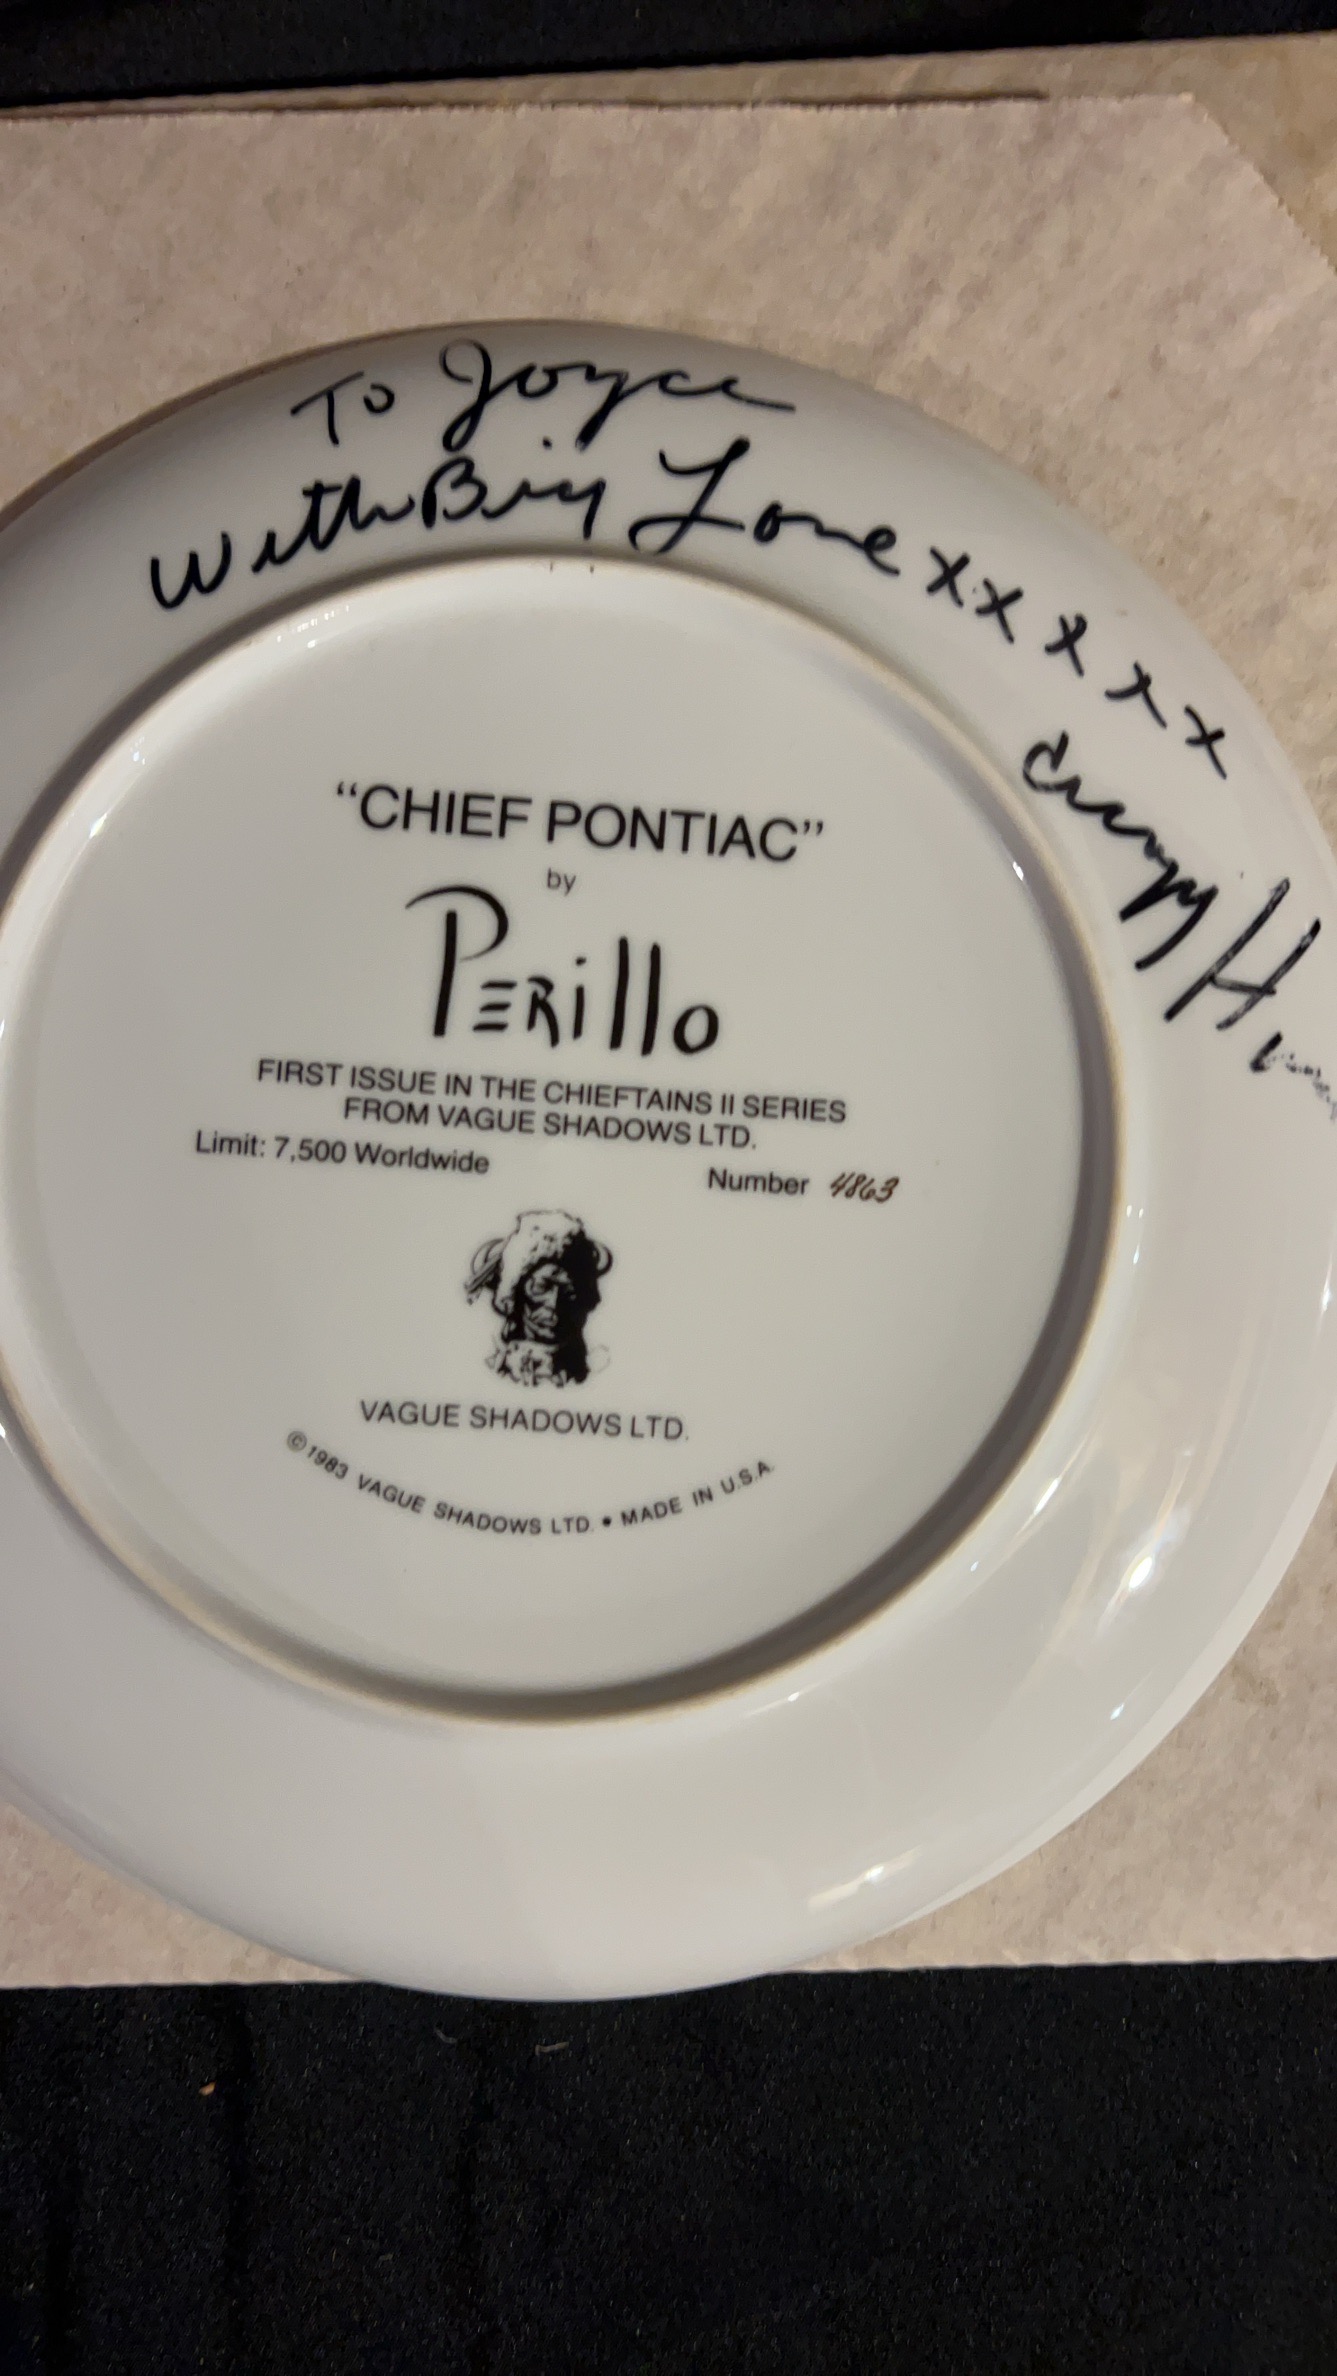 To Joyce
With Big Love xx x x x
"CHIEF PONTIAC"
by
PERillo
FIRST ISSUE IN THE CHIEFTAINS II SERIES
FROM VAGUE SHADOWS LTD.
Limit: 7,500 Worldwide
Number 4863
VAGUE SHADOWS LTD.
©1983 VAGUE SHADOWS LTD. • MADE IN U.S.A.